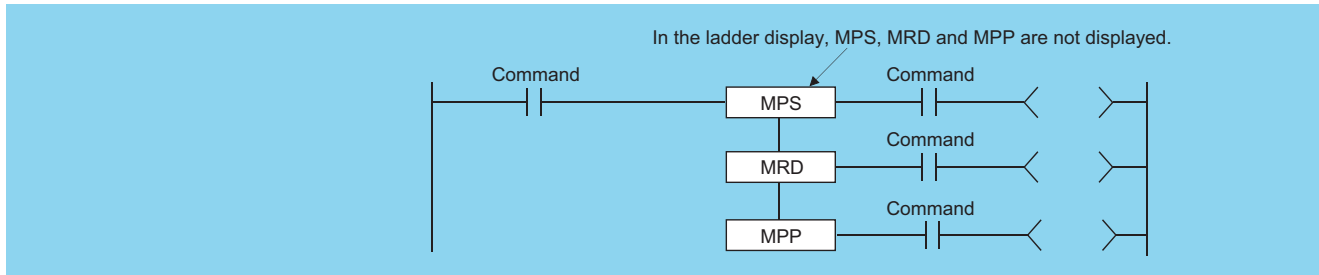 In the ladder display, MPS, MRD and MPP are not displayed.
Command
Command
MPS
Command
MRD
Command
MPP